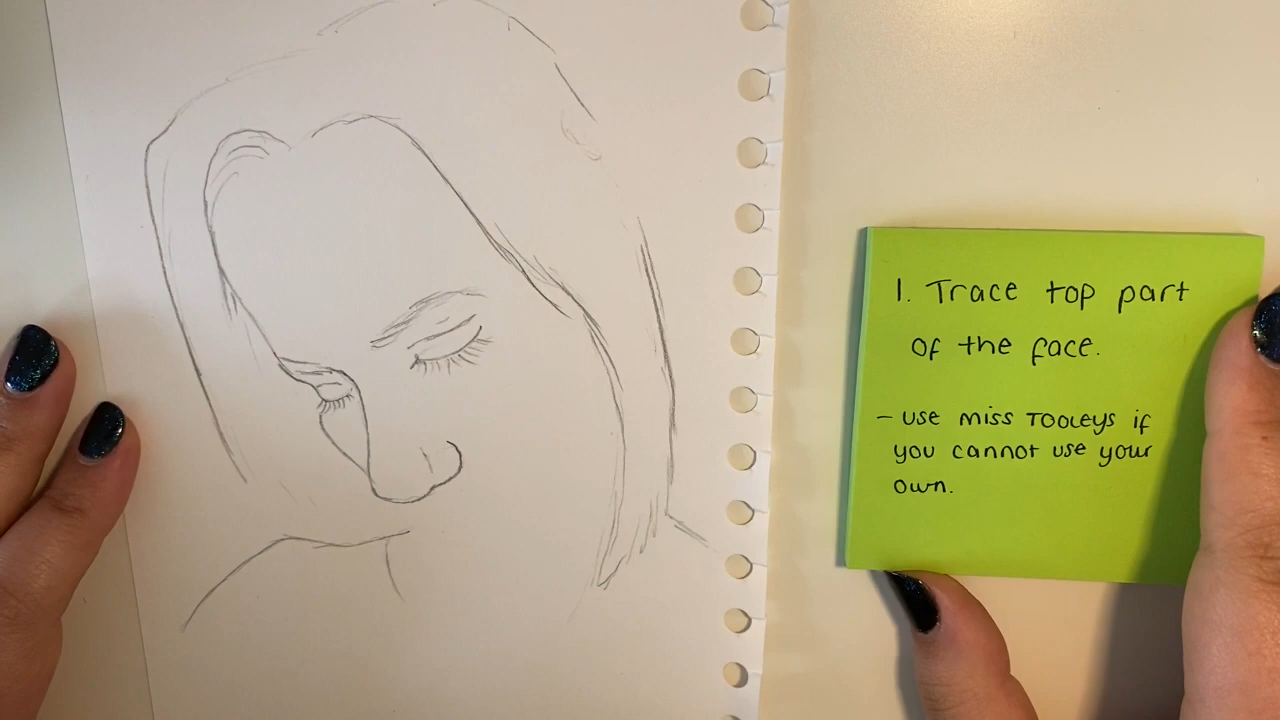 1. Trace top part
of the face.
- use miss TOOLEYS if
you cannot use your
own.